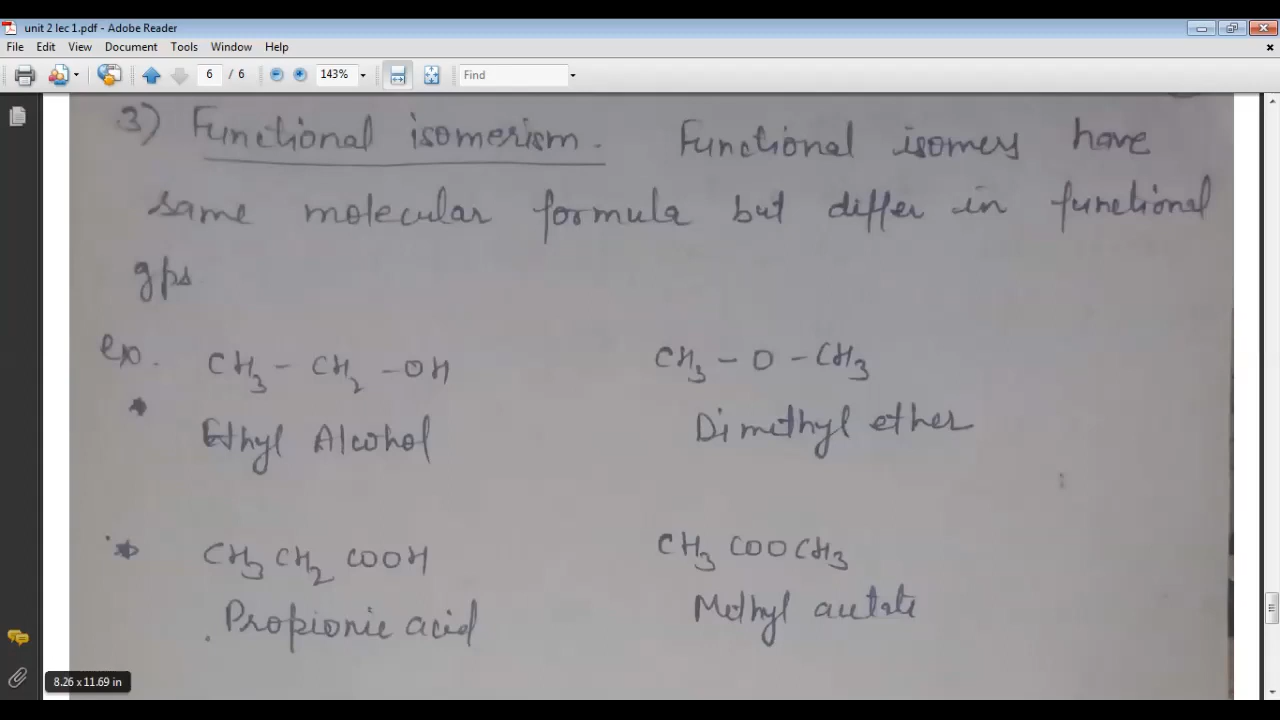 unit 2 lec 1.pdf - Adobe Reader
File Edit View Document Tools Window Help
6 / 6 143% Find
3) Functional isomerism. Functional isomers have
same molecular formula but differ in functional
gps
ex. CH₃ - CH₂ - OH CH₃ - O - CH₃
Ethyl Alcohol Dimethyl ether
CH₃ CH₂ COOH CH₃ COO CH₃
Propionic acid Methyl acetate
8.26 x 11.69 in